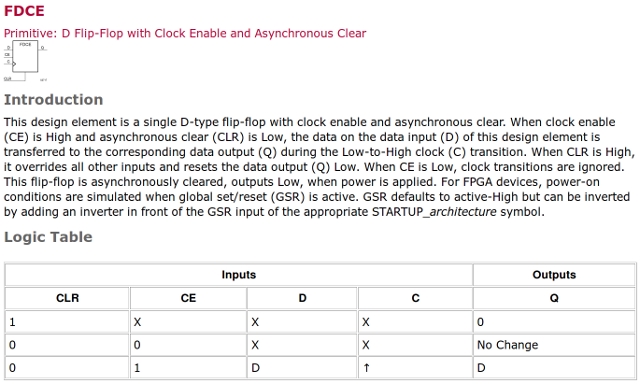 FDCE
Primitive: D Flip-Flop with Clock Enable and Asynchronous Clear
FDCE
D
Q
CE
C
CLR
Introduction
This design element is a single D-type flip-flop with clock enable and asynchronous clear. When clock enable
(CE) is High and asynchronous clear (CLR) is Low, the data on the data input (D) of this design element is
transferred to the corresponding data output (Q) during the Low-to-High clock (C) transition. When CLR is High,
it overrides all other inputs and resets the data output (Q) Low. When CE is Low, clock transitions are ignored.
This flip-flop is asynchronously cleared, outputs Low, when power is applied. For FPGA devices, power-on
conditions are simulated when global set/reset (GSR) is active. GSR defaults to active-High but can be inverted
by adding an inverter in front of the GSR input of the appropriate STARTUP_architecture symbol.
Logic Table
Inputs Outputs
CLR CE D C Q
1 X X X 0
0 0 X X No Change
0 1 D ↑ D